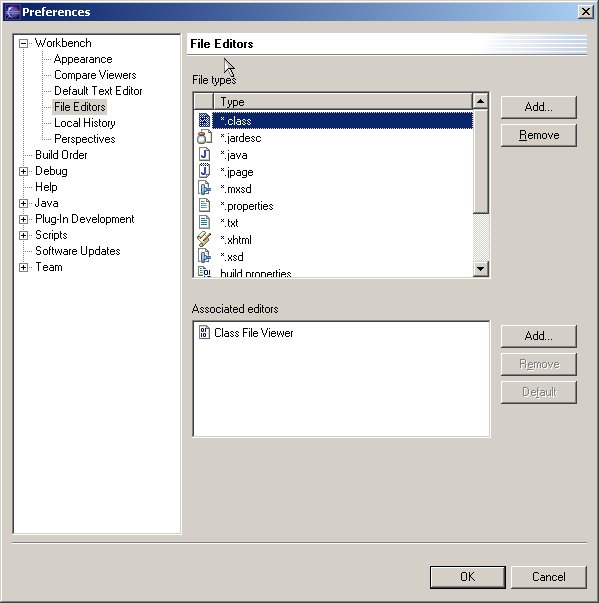 Preferences
Workbench
Appearance
Compare Viewers
Default Text Editor
File Editors
Local History
Perspectives
Build Order
Debug
Help
Java
Plug-In Development
Scripts
Software Updates
Team
File Editors
File types
Type
*.class
*.jardesc
*.java
*.jpage
*.mxsd
*.properties
*.txt
*.xhtml
*.xsd
build.properties
Add...
Remove
Associated editors
Class File Viewer
Add...
Remove
Default
OK
Cancel